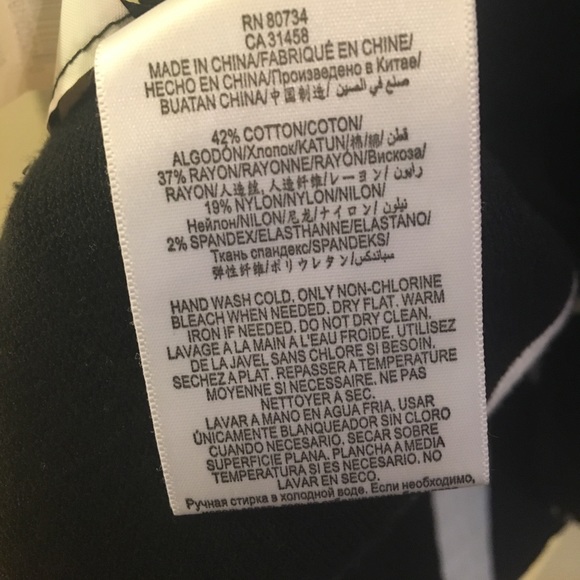 RN 80734
CA 31458
MADE IN CHINA/FABRIQUÉ EN CHINE/
HECHO EN CHINA/Произведено в Китае/
BUATAN CHINA/中国制造/ صنع في الصين/
42% COTTON/COTON/
ALGODÓN/Хлопок/KATUN/棉/綿/قطن/
37% RAYON/RAYONNE/RAYÓN/Вискоза/
RAYON/人造丝, 人造纤维/レーヨン/ رايون/
19% NYLON/NYLON/NILON/
Нейлон/NILON/尼龙/ナイロン/ نيلون/
2% SPANDEX/ELASTHANNE/ELASTANO/
Ткань спандекс/SPANDEKS/
弹性纤维/ポリウレタン/سباندكس/
HAND WASH COLD. ONLY NON-CHLORINE
BLEACH WHEN NEEDED. DRY FLAT. WARM
IRON IF NEEDED. DO NOT DRY CLEAN.
LAVAGE A LA MAIN A L'EAU FROIDE. UTILISEZ
DE LA JAVEL SANS CHLORE SI BESOIN.
SECHEZ A PLAT. REPASSER A TEMPERATURE
MOYENNE SI NECESSAIRE. NE PAS
NETTOYER A SEC.
LAVAR A MANO EN AGUA FRIA. USAR
ÚNICAMENTE BLANQUEADOR SIN CLORO
CUANDO NECESARIO. SECAR SOBRE
SUPERFICIE PLANA. PLANCHA A MEDIA
TEMPERATURA SI ES NECESARIO. NO
LAVAR EN SECO.
Ручная стирка в холодной воде. Если необходимо,